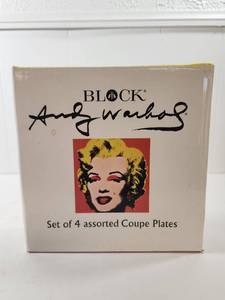 BLOCK®
Andy Warhol®
Set of 4 assorted Coupe Plates